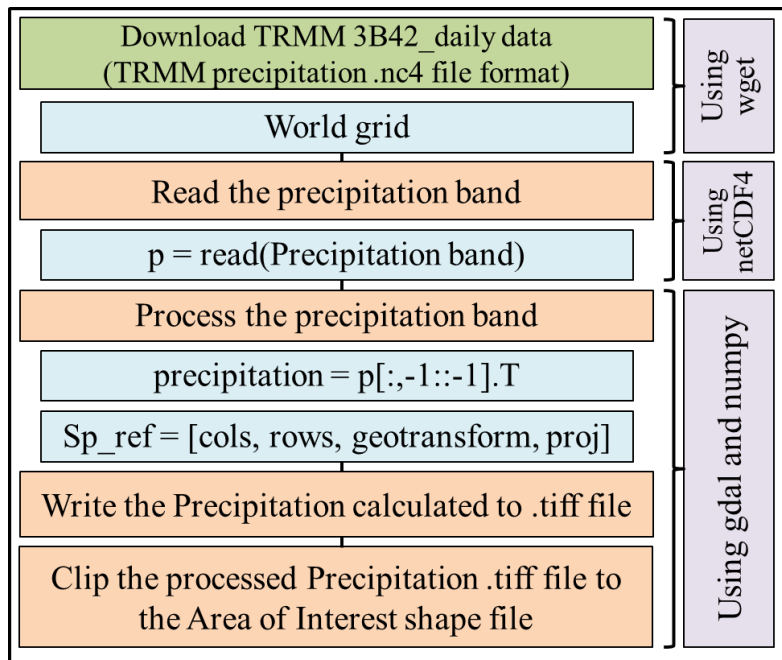 Download TRMM 3B42_daily data
(TRMM precipitation .nc4 file format)
World grid
Using
wget
Read the precipitation band
p = read(Precipitation band)
Using
netCDF4
Process the precipitation band
precipitation = p[:,-1::-1].T
Sp_ref = [cols, rows, geotransform, proj]
Write the Precipitation calculated to .tiff file
Clip the processed Precipitation .tiff file to
the Area of Interest shape file
Using gdal and numpy